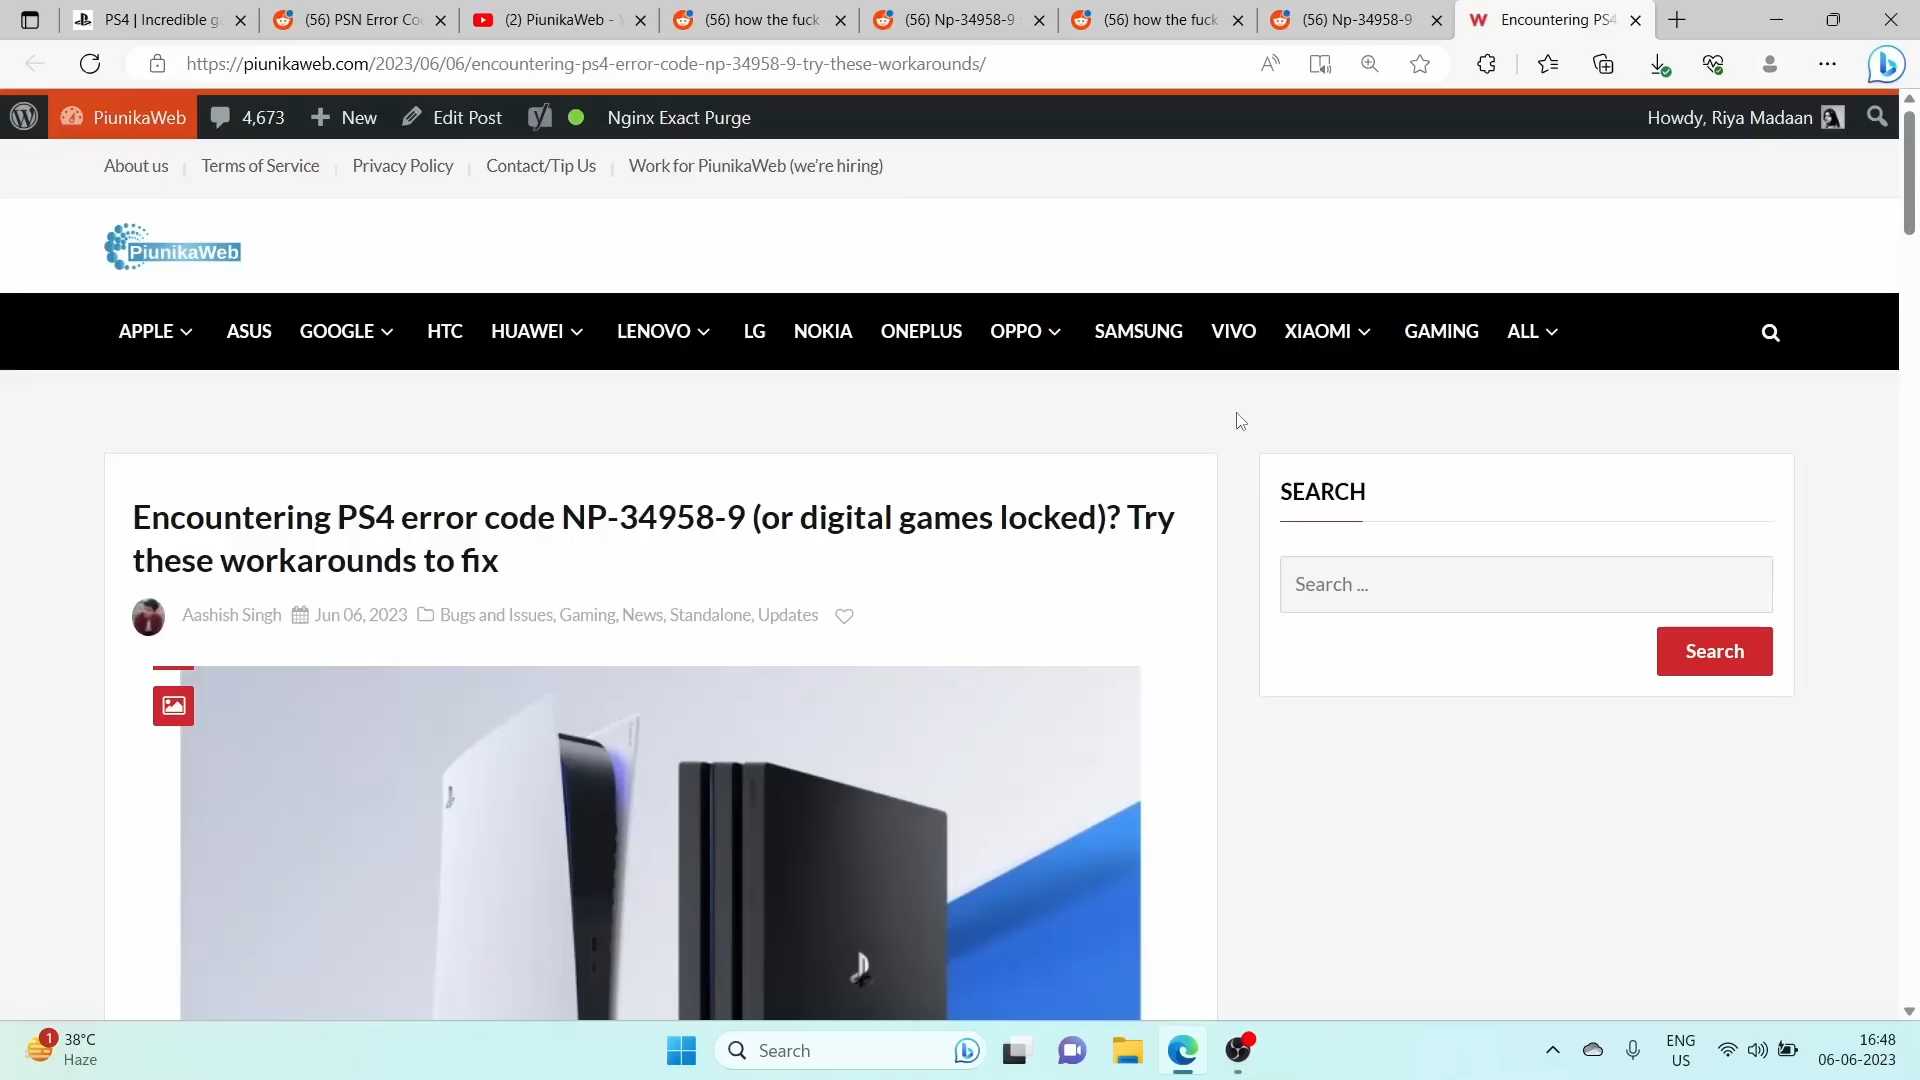 PS4 | Incredible g
(56) PSN Error Co
(2) PiunikaWeb -
(56) how the fuck
(56) Np-34958-9
(56) how the fuck
(56) Np-34958-9
Encountering PS4
https://piunikaweb.com/2023/06/06/encountering-ps4-error-code-np-34958-9-try-these-workarounds/
PiunikaWeb
4,673
New
Edit Post
Nginx Exact Purge
Howdy, Riya Madaan
About us
Terms of Service
Privacy Policy
Contact/Tip Us
Work for PiunikaWeb (we’re hiring)
PiunikaWeb
APPLE ASUS GOOGLE HTC HUAWEI LENOVO LG NOKIA ONEPLUS OPPO SAMSUNG VIVO XIAOMI GAMING ALL
Encountering PS4 error code NP-34958-9 (or digital games locked)? Try
these workarounds to fix
Aashish Singh Jun 06, 2023 Bugs and Issues, Gaming, News, Standalone, Updates
SEARCH
Search ...
Search
1
38°C
Haze
Search
ENG
US
16:48
06-06-2023